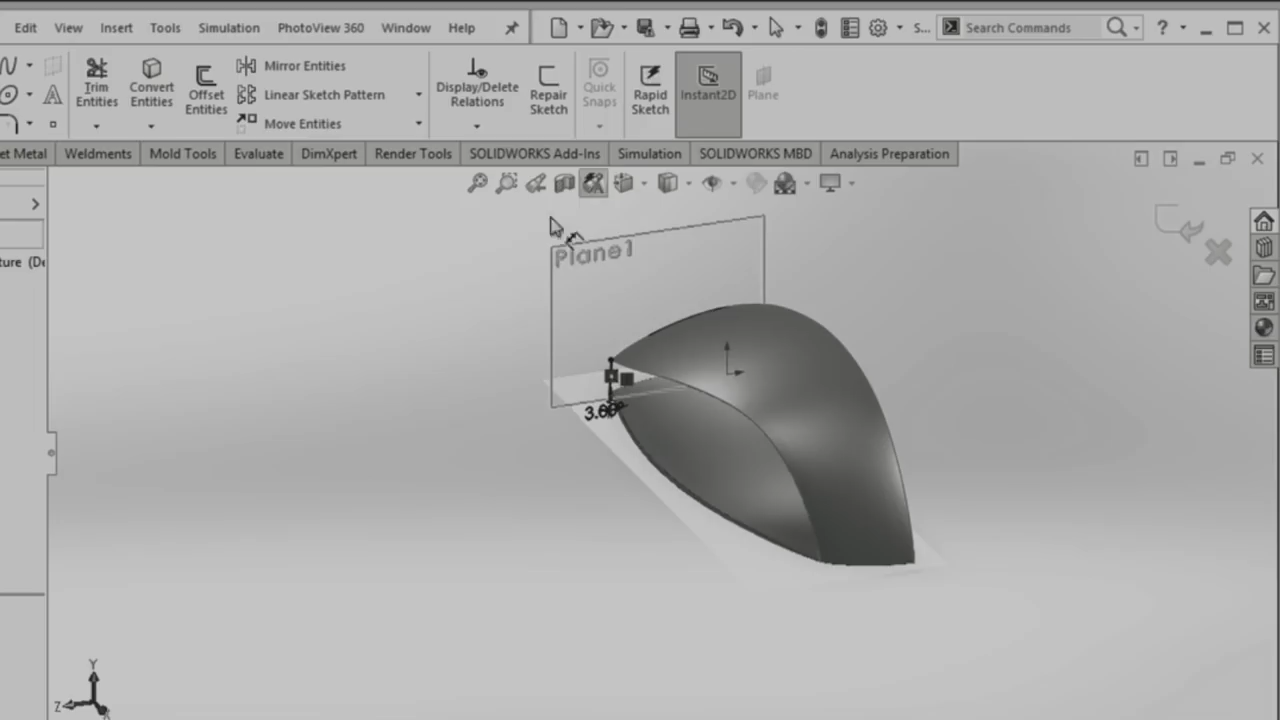 Edit View Insert Tools Simulation PhotoView 360 Window Help S... Search Commands ?
Mirror Entities
Trim Entities
Convert Entities
Offset Entities
Linear Sketch Pattern
Move Entities
Display/Delete Relations
Repair Sketch
Quick Snaps
Rapid Sketch
Instant2D
Plane
et Metal Weldments Mold Tools Evaluate DimXpert Render Tools SOLIDWORKS Add-Ins Simulation SOLIDWORKS MBD Analysis Preparation
Plane1
ture (De
Y
Z